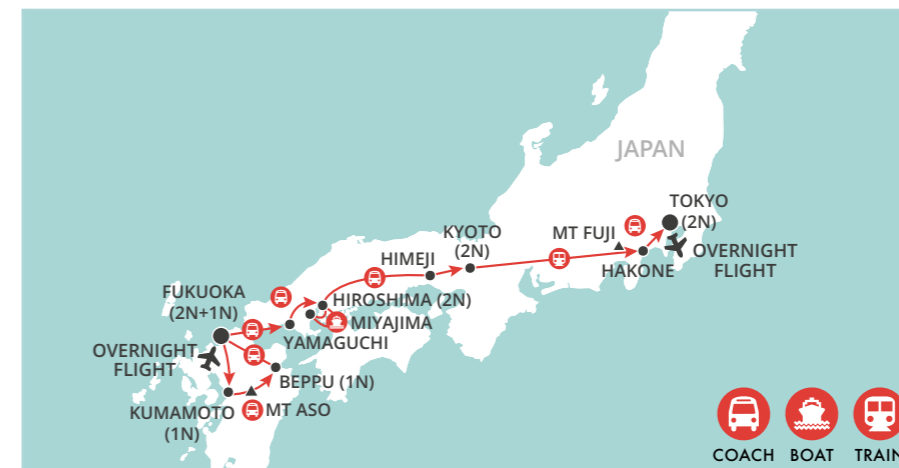 JAPAN
TOKYO
(2N)
OVERNIGHT
FLIGHT
MT FUJI
HAKONE
KYOTO
(2N)
HIMEJI
HIROSHIMA (2N)
MIYAJIMA
YAMAGUCHI
FUKUOKA
(2N+1N)
OVERNIGHT
FLIGHT
BEPPU (1N)
MT ASO
KUMAMOTO
(1N)
COACH BOAT TRAIN